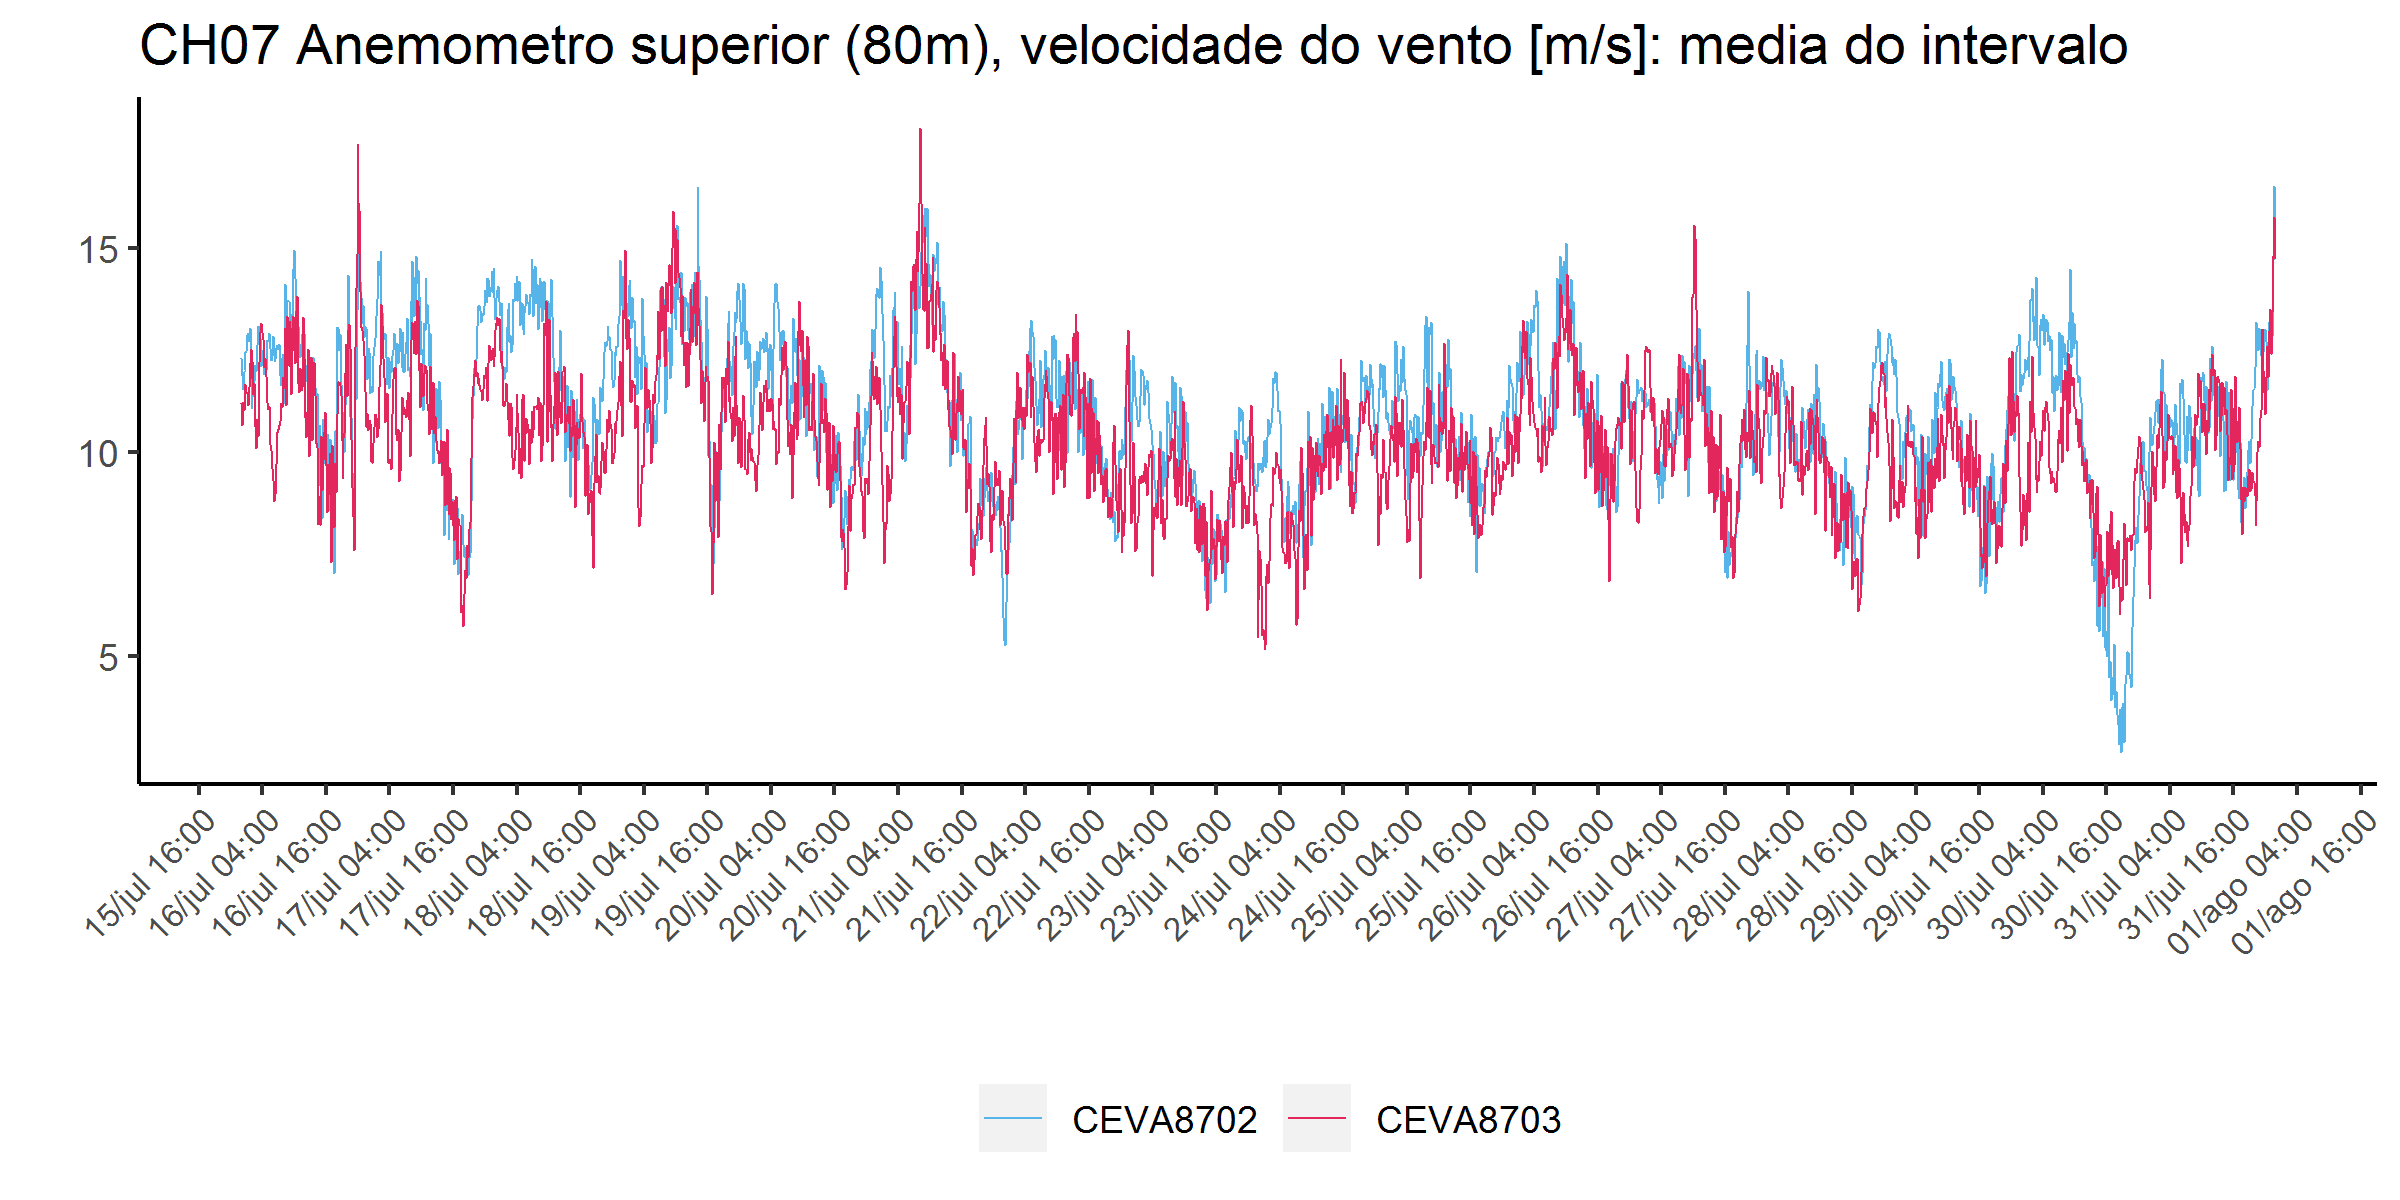 CH07 Anemometro superior (80m), velocidade do vento [m/s]: media do intervalo
15
10
5
15/jul 16:00
16/jul 04:00
16/jul 16:00
17/jul 04:00
17/jul 16:00
18/jul 04:00
18/jul 16:00
19/jul 04:00
19/jul 16:00
20/jul 04:00
20/jul 16:00
21/jul 04:00
21/jul 16:00
22/jul 04:00
22/jul 16:00
23/jul 04:00
23/jul 16:00
24/jul 04:00
24/jul 16:00
25/jul 04:00
25/jul 16:00
26/jul 04:00
26/jul 16:00
27/jul 04:00
27/jul 16:00
28/jul 04:00
28/jul 16:00
29/jul 04:00
29/jul 16:00
30/jul 04:00
30/jul 16:00
31/jul 04:00
31/jul 16:00
01/ago 04:00
01/ago 16:00
CEVA8702
CEVA8703